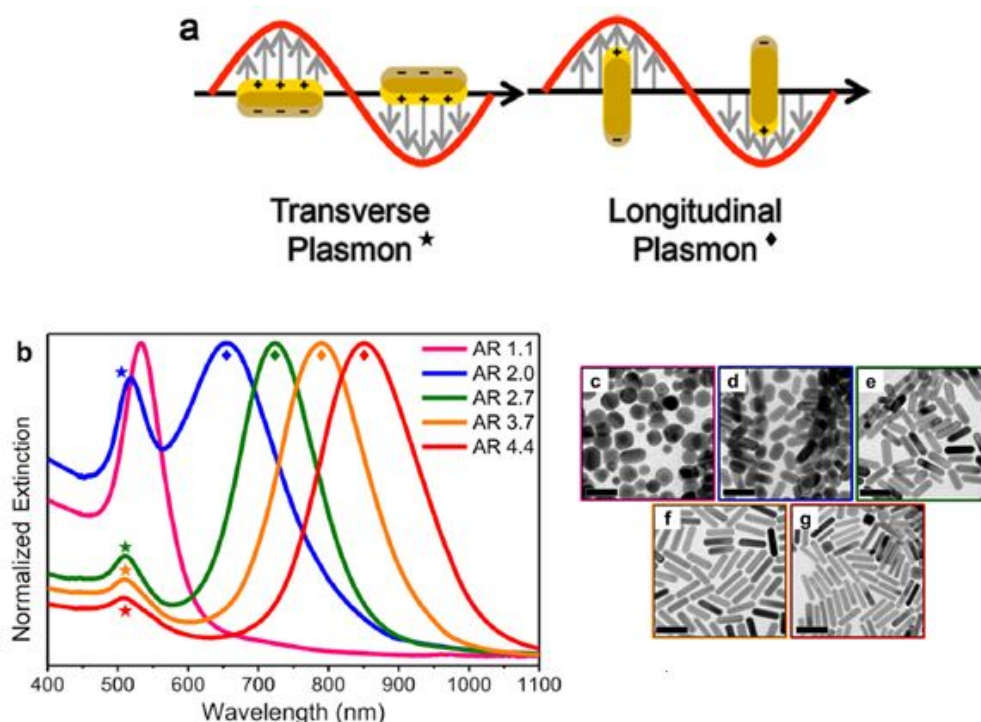 a
Transverse
Plasmon ★
Longitudinal
Plasmon ♦
b
AR 1.1
AR 2.0
AR 2.7
AR 3.7
AR 4.4
Normalized Extinction
400 500 600 700 800 900 1000 1100
Wavelength (nm)
c
d
e
f
g